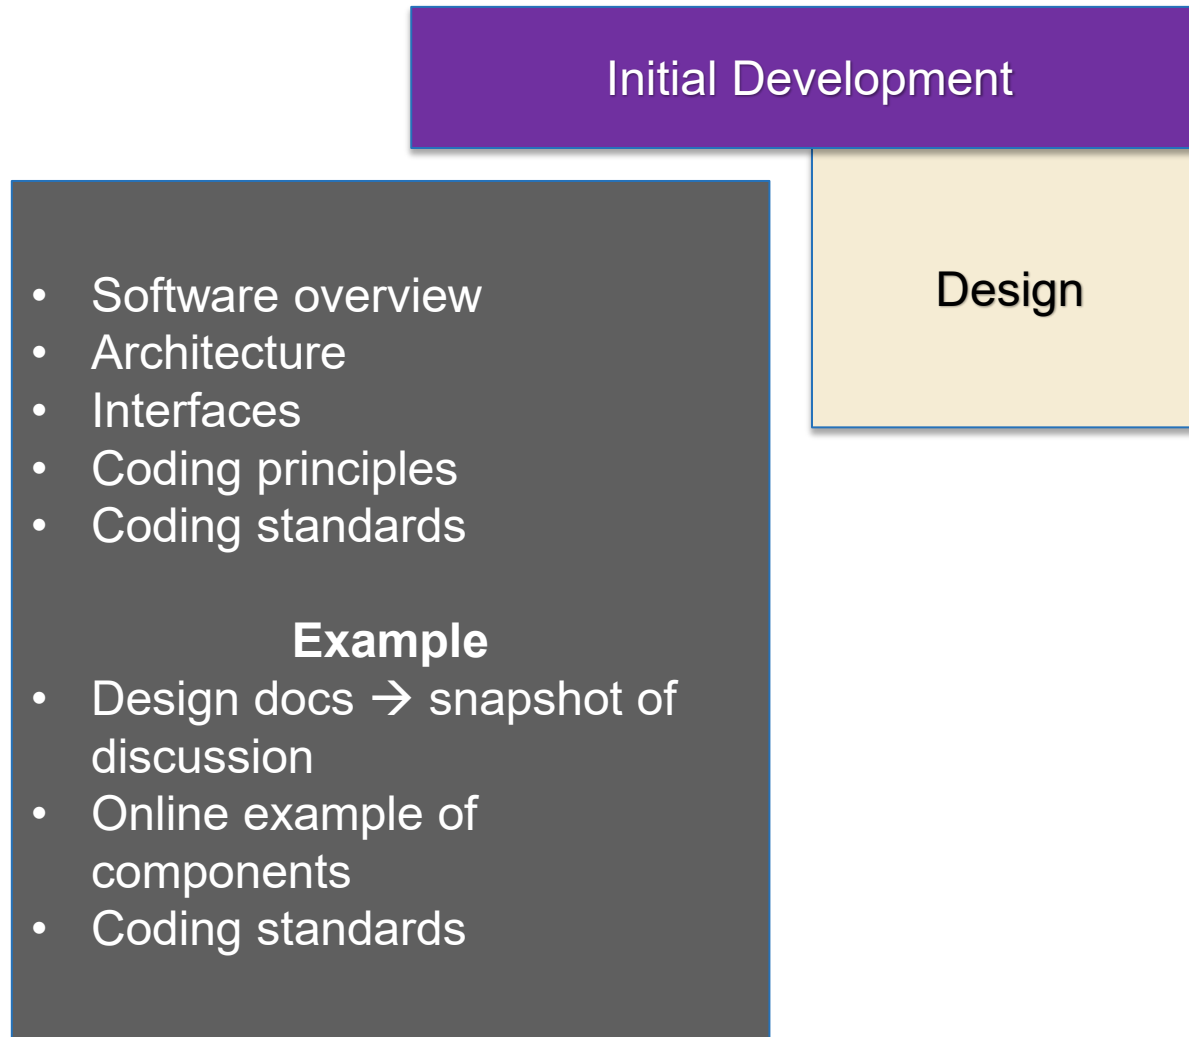 Initial Development
Design
• Software overview
• Architecture
• Interfaces
• Coding principles
• Coding standards
Example
• Design docs → snapshot of
discussion
• Online example of
components
• Coding standards